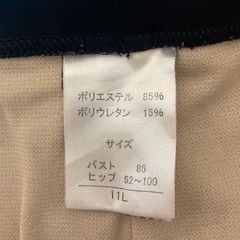 ポリエステル 85%
ポリウレタン 15%
サイズ
バスト 86
ヒップ 92〜100
11L